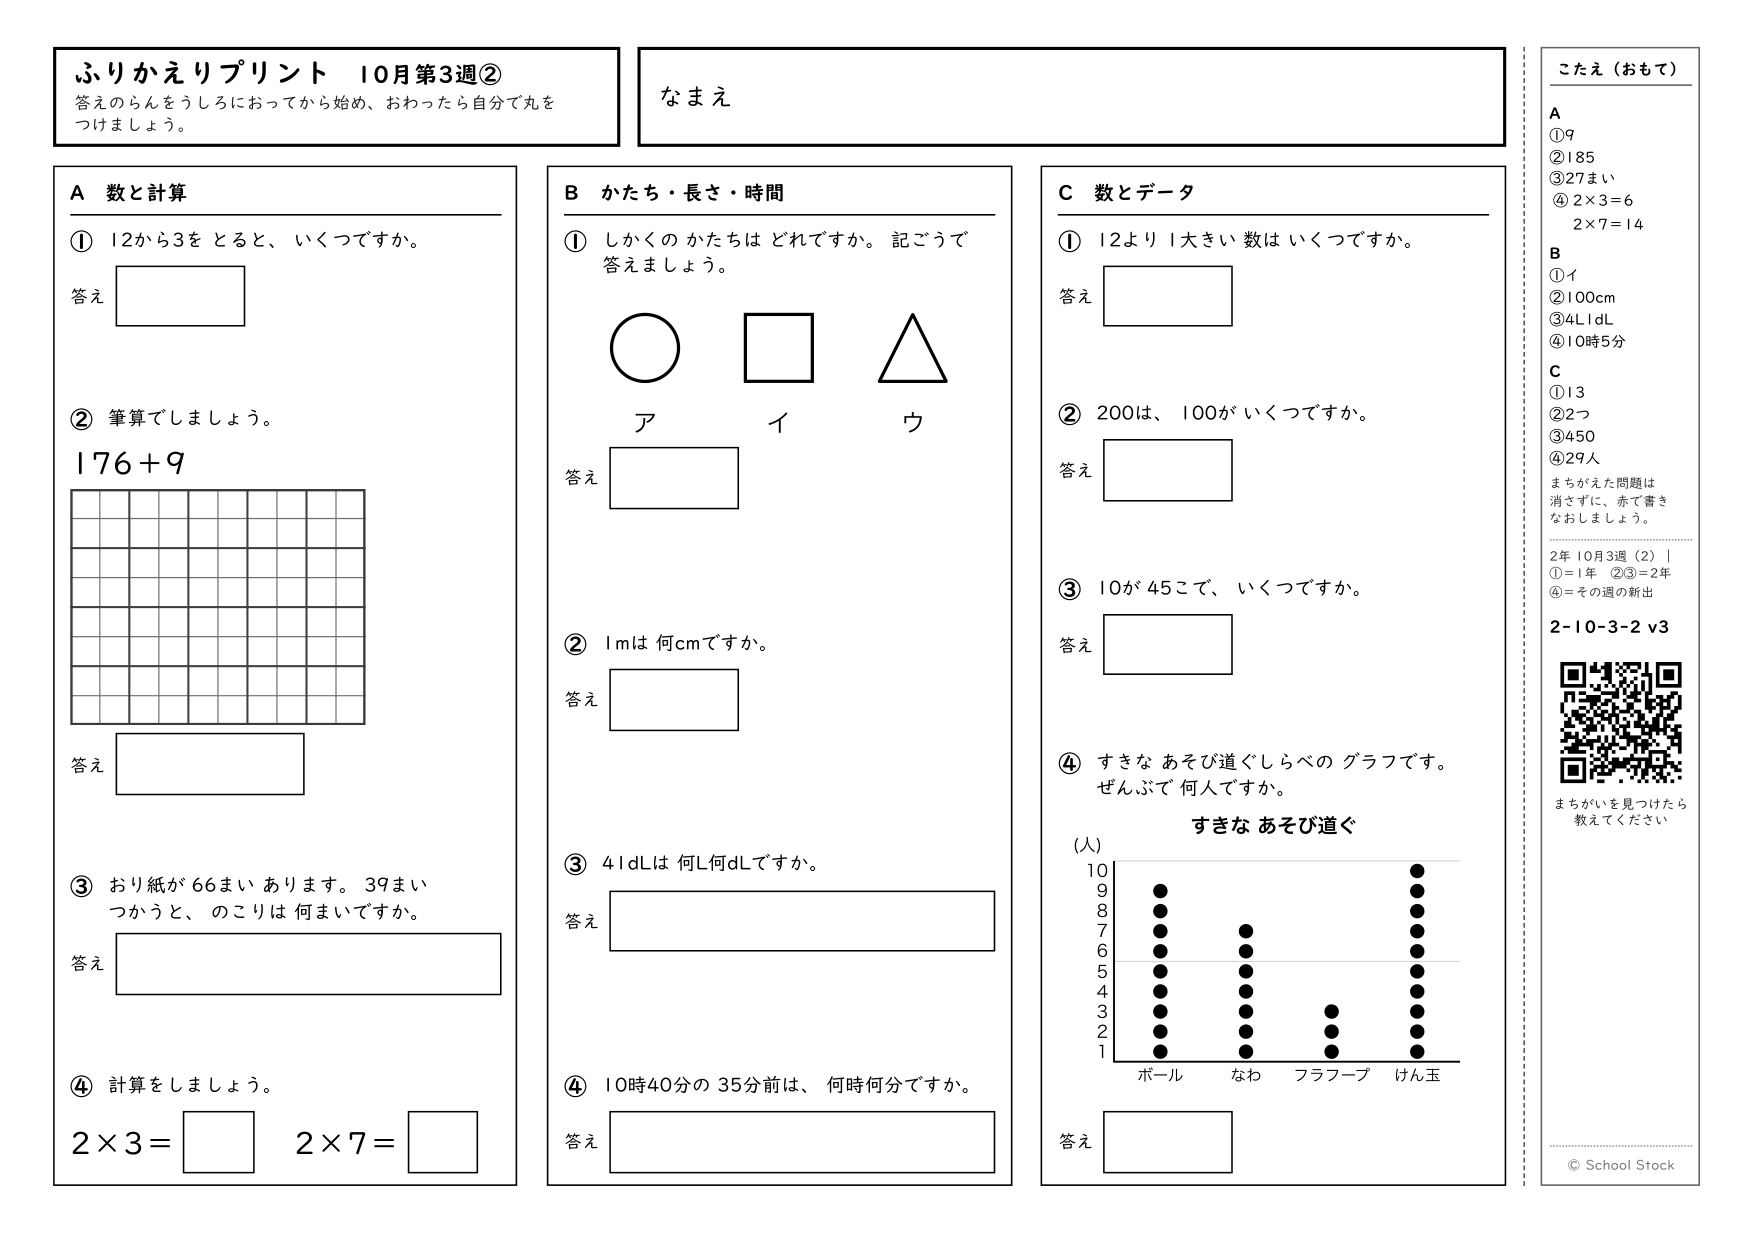 ふりかえりプリント　10月第3週②
答えのらんをうしろにおってから始め、おわったら自分で丸を
つけましょう。
なまえ
A　数と計算
① 12から3を とると、 いくつですか。
答え
② 筆算でしましょう。
176＋9
答え
③ おり紙が 66まい あります。 39まい
つかうと、 のこりは 何まいですか。
答え
④ 計算をしましょう。
2×3＝　2×7＝
B　かたち・長さ・時間
① しかくの かたちは どれですか。 記ごうで
答えましょう。
ア　イ　ウ
答え
② 1mは 何cmですか。
答え
③ 41dLは 何L何dLですか。
答え
④ 10時40分の 35分前は、 何時何分ですか。
答え
C　数とデータ
① 12より 1大きい 数は いくつですか。
答え
② 200は、 100が いくつですか。
答え
③ 10が 45こで、 いくつですか。
答え
④ すきな あそび道ぐしらべの グラフです。
ぜんぶで 何人ですか。
すきな あそび道ぐ
(人)
10
9
8
7
6
5
4
3
2
1
ボール　なわ　フラフープ　けん玉
答え
こたえ（おもて）
A
①9
②185
③27まい
④ 2×3＝6
2×7＝14
B
①イ
②100cm
③4L1dL
④10時5分
C
①13
②2つ
③450
④29人
まちがえた問題は
消さずに、赤で書き
なおしましょう。
2年 10月3週（2）｜
①＝1年　②③＝2年
④＝その週の新出
2-10-3-2 v3
まちがいを見つけたら
教えてください
© School Stock